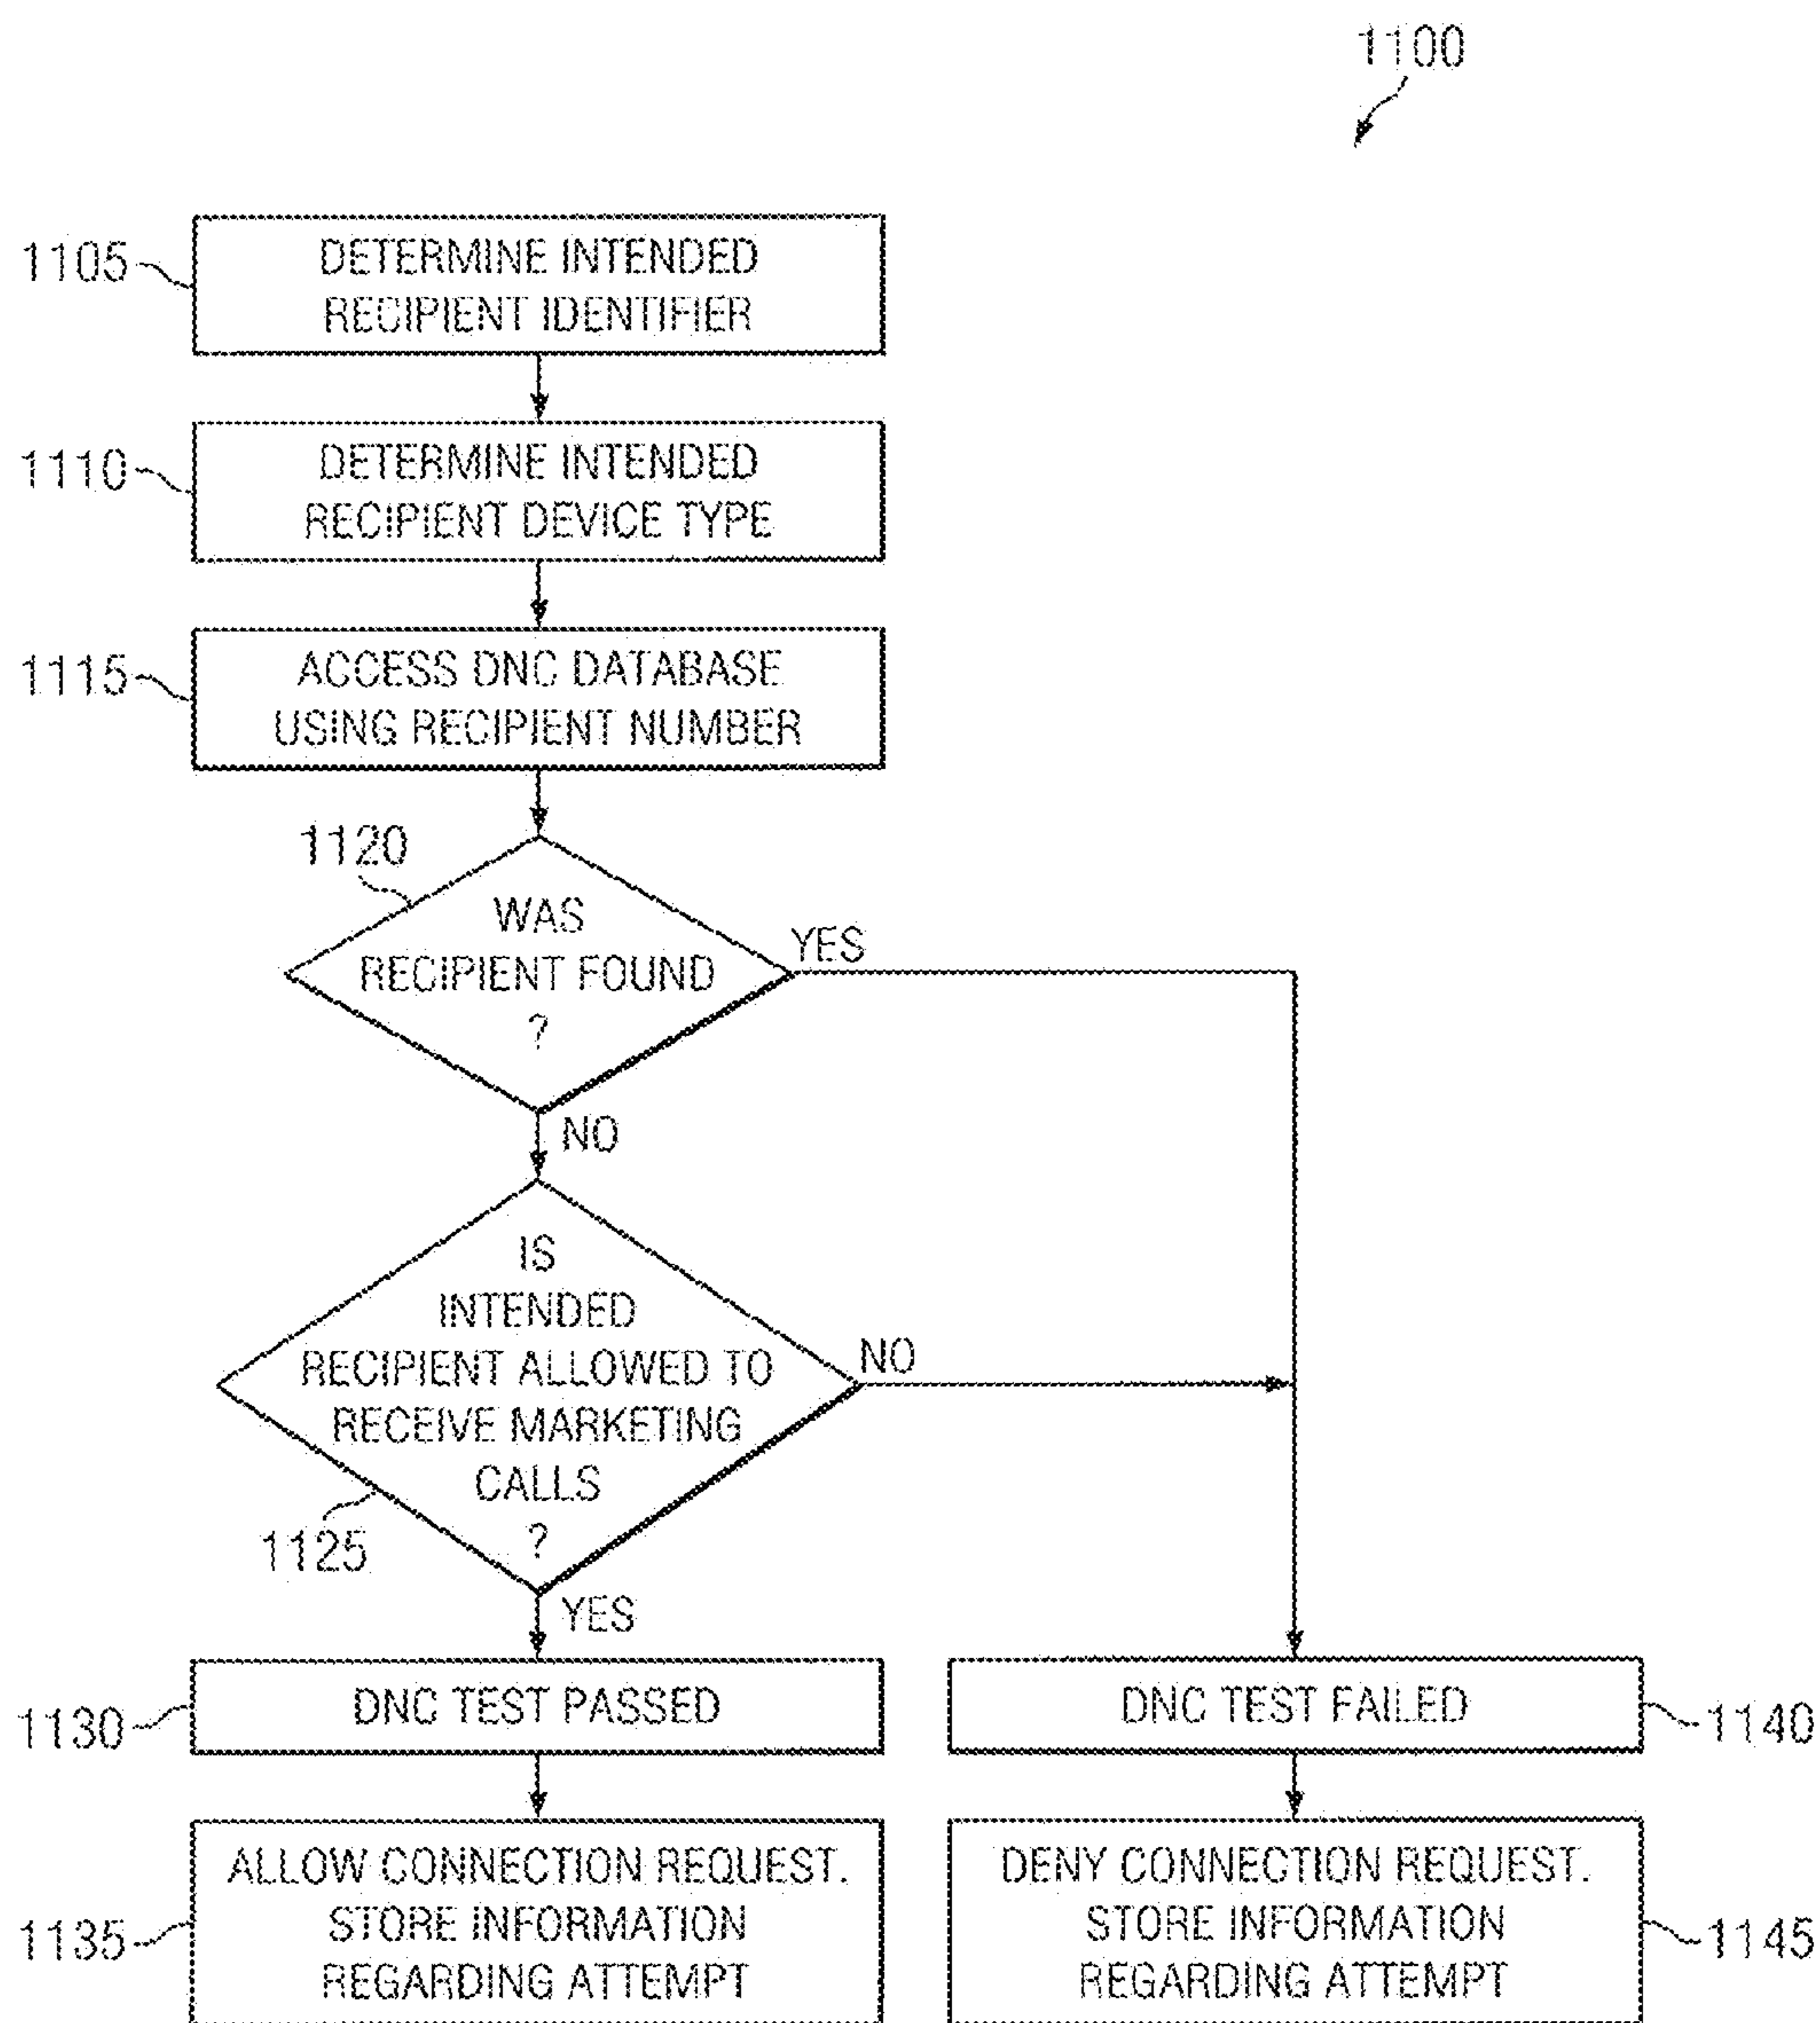 1100
1105
DETERMINE INTENDED
RECIPIENT IDENTIFIER
1110
DETERMINE INTENDED
RECIPIENT DEVICE TYPE
1115
ACCESS DNC DATABASE
USING RECIPIENT NUMBER
1120
WAS
RECIPIENT FOUND
?
YES
NO
IS
INTENDED
RECIPIENT ALLOWED TO
RECEIVE MARKETING
CALLS
?
NO
1125
YES
1130
DNC TEST PASSED
DNC TEST FAILED
1140
1135
ALLOW CONNECTION REQUEST.
STORE INFORMATION
REGARDING ATTEMPT
DENY CONNECTION REQUEST.
STORE INFORMATION
REGARDING ATTEMPT
1145